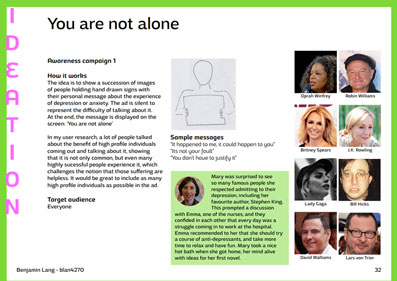 IDEATION
You are not alone
Awareness campaign 1
How it works
The idea is to show a succession of images
of people holding hand drawn signs with
their personal message about the experience
of depression or anxiety. The ad is silent to
represent the difficulty of talking about it.
At the end, the message is displayed on the
screen. 'You are not alone'
In my user research, a lot of people talked
about the benefit of high profile individuals
coming out and talking about it, showing
that it is not only common, but even many
highly sucessful people experience it, which
challenges the notion that those suffering are
helpless. It would be great to include as many
high profile individuals as possible in the ad.
Target audience
Everyone
Sample messages
"It happened to me, it could happen to you"
"Its not your fault"
"You don't have to justify it"
Mary was surprised to see
so many famous people she
respected admitting to their
depression, including her
favourite author, Stephen King.
This prompted a discussion
with Emma, one of the nurses, and they
confided in each other that every day was a
struggle coming in to work at the hospital.
Emma recommended to her that she should try
a course of anti-depressants, and take more
time to relax and have fun. Mary took a nice
hot bath when she got home, her mind alive
with ideas for her first novel.
Oprah Winfrey
Robin Williams
Britney Spears
J.K. Rowling
Lady Gaga
Bill Hicks
David Walliams
Lars von Trier
Benjamin Lang - blan4270
32